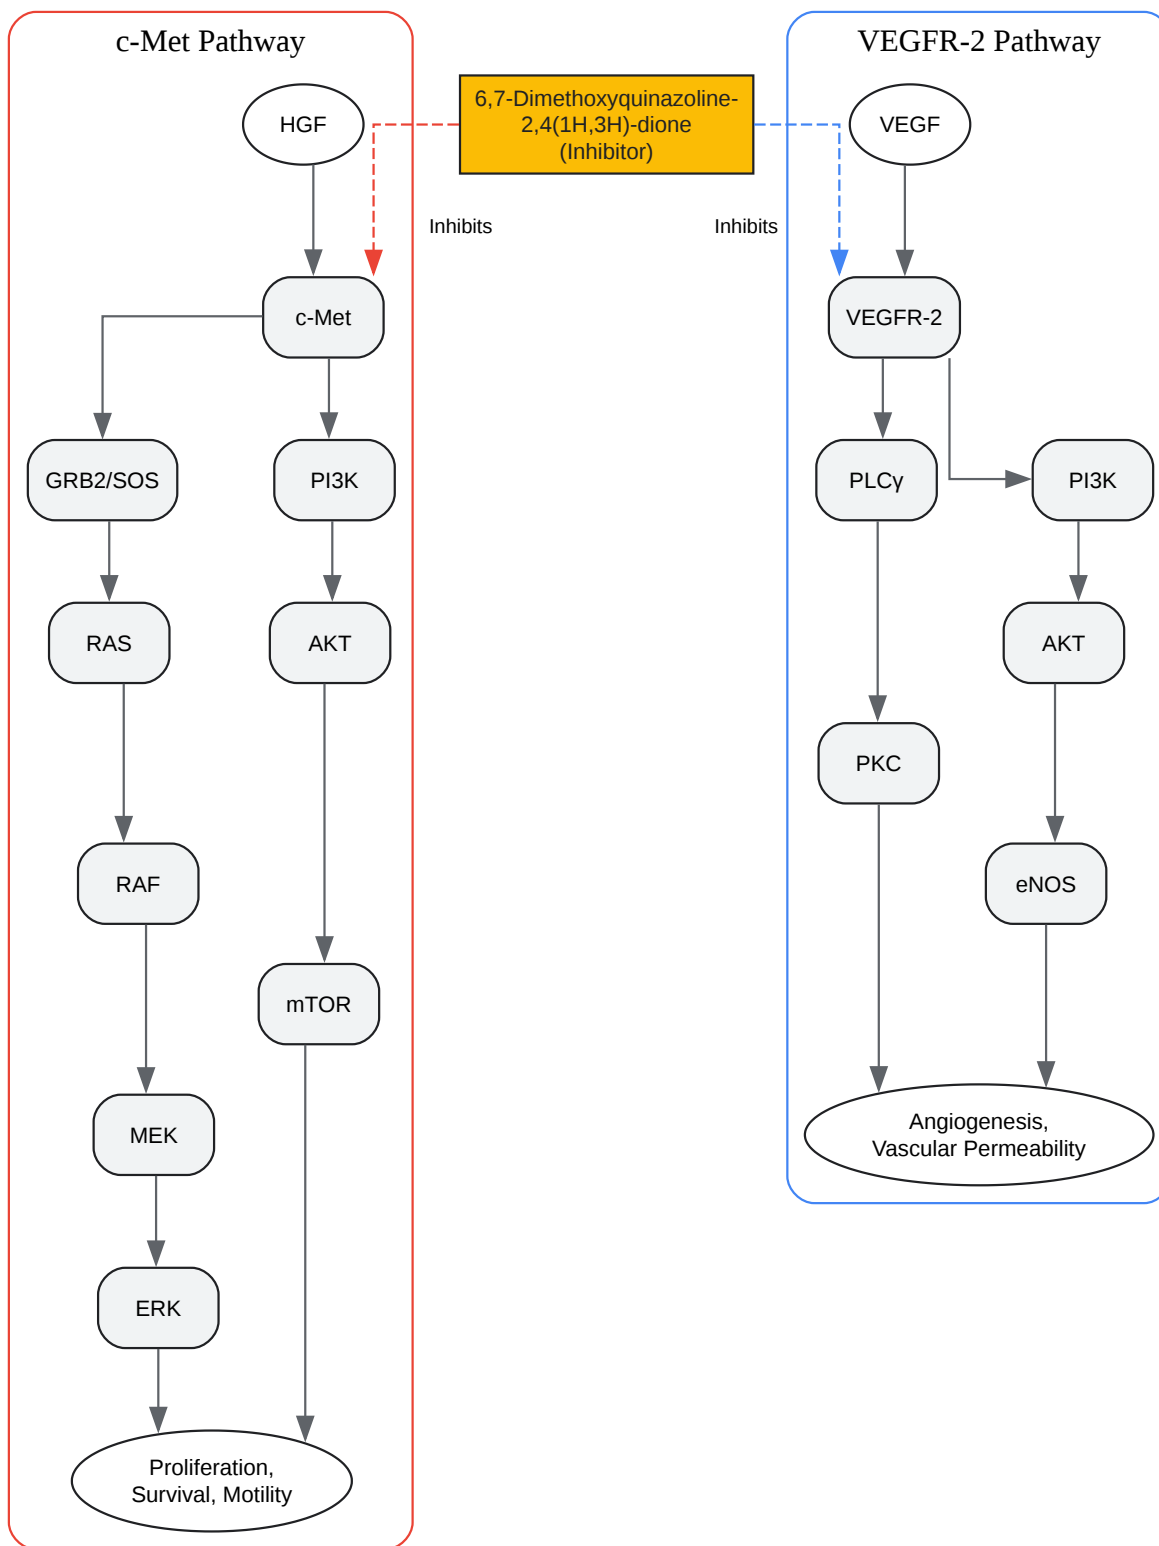 c-Met Pathway
VEGFR-2 Pathway
HGF
6,7-Dimethoxyquinazoline-
2,4(1H,3H)-dione
(Inhibitor)
VEGF
Inhibits
Inhibits
c-Met
VEGFR-2
GRB2/SOS
PI3K
PLCγ
PI3K
RAS
AKT
AKT
PKC
RAF
eNOS
mTOR
MEK
Angiogenesis,
Vascular Permeability
ERK
Proliferation,
Survival, Motility